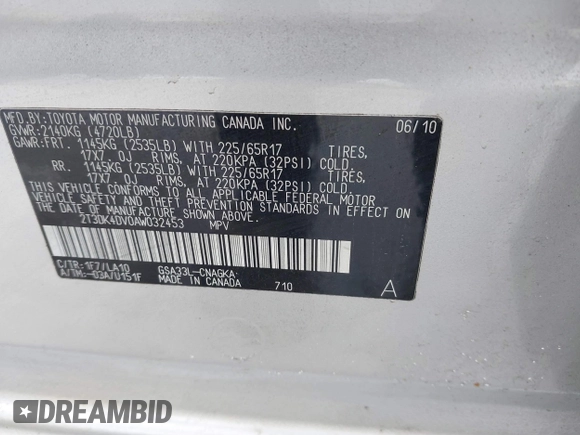 MFD.BY:TOYOTA MOTOR MANUFACTURING CANADA INC. 06/10
GVWR:2140KG (4720LB)
GAWR:FRT. 1145KG (2535LB) WITH 225/65R17 TIRES,
17X7.0J RIMS, AT 220KPA (32PSI) COLD.
RR. 1145KG (2535LB) WITH 225/65R17 TIRES,
17X7.0J RIMS, AT 220KPA (32PSI) COLD.
THIS VEHICLE CONFORMS TO ALL APPLICABLE FEDERAL MOTOR
VEHICLE SAFETY AND THEFT PREVENTION STANDARDS IN EFFECT ON
THE DATE OF MANUFACTURE SHOWN ABOVE.
2T3DK4DV0AW032453 MPV
C/TR:1F7/LA10 GSA33L-CNAGKA
A/TM:-03A/U151F MADE IN CANADA 710 A
DREAMBID